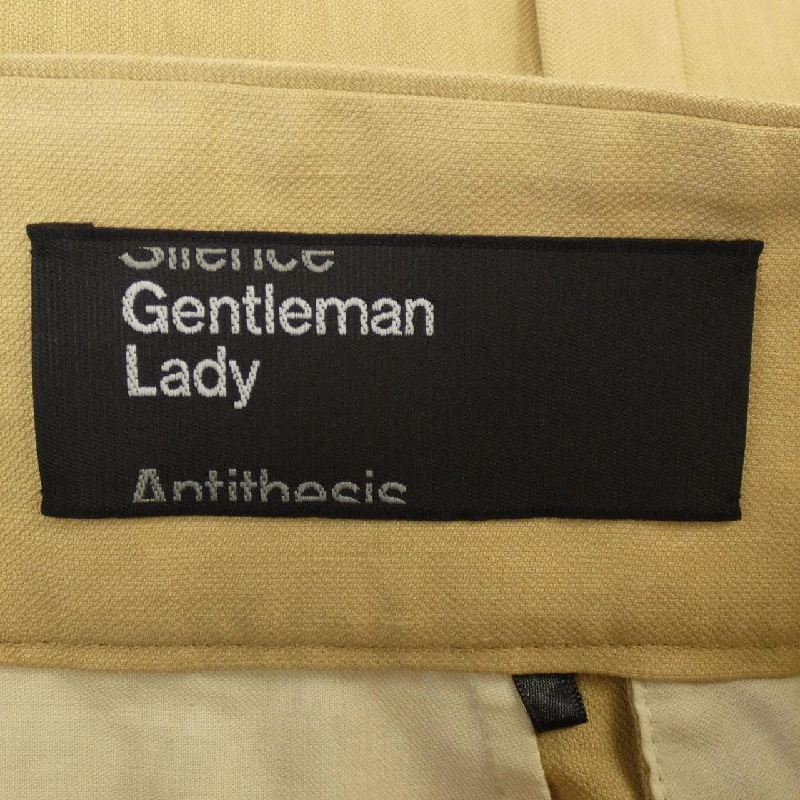 Silence
Gentleman
Lady
Antithesis